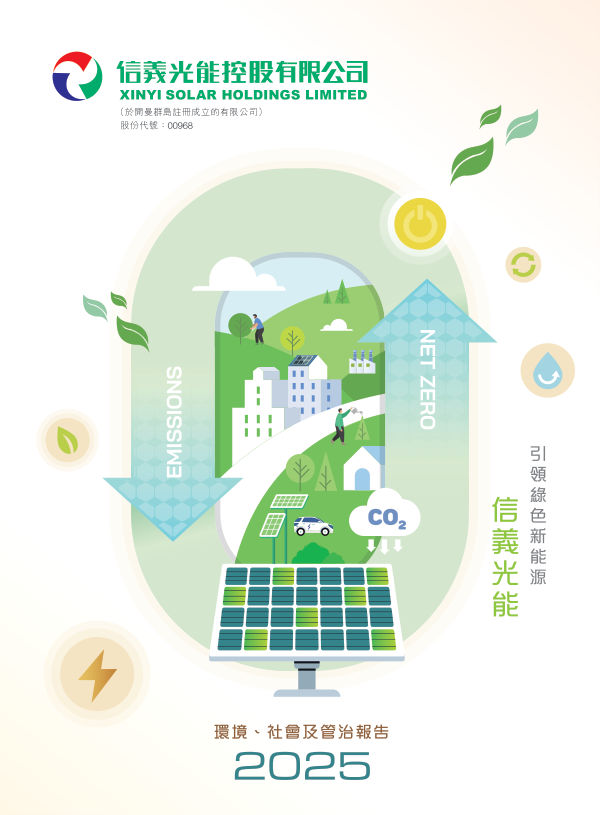 信義光能控股有限公司
XINYI SOLAR HOLDINGS LIMITED
（於開曼群島註冊成立的有限公司）
股份代號：00968
EMISSIONS
NET ZERO
CO2
引領綠色新能源
信義光能
環境、社會及管治報告
2025